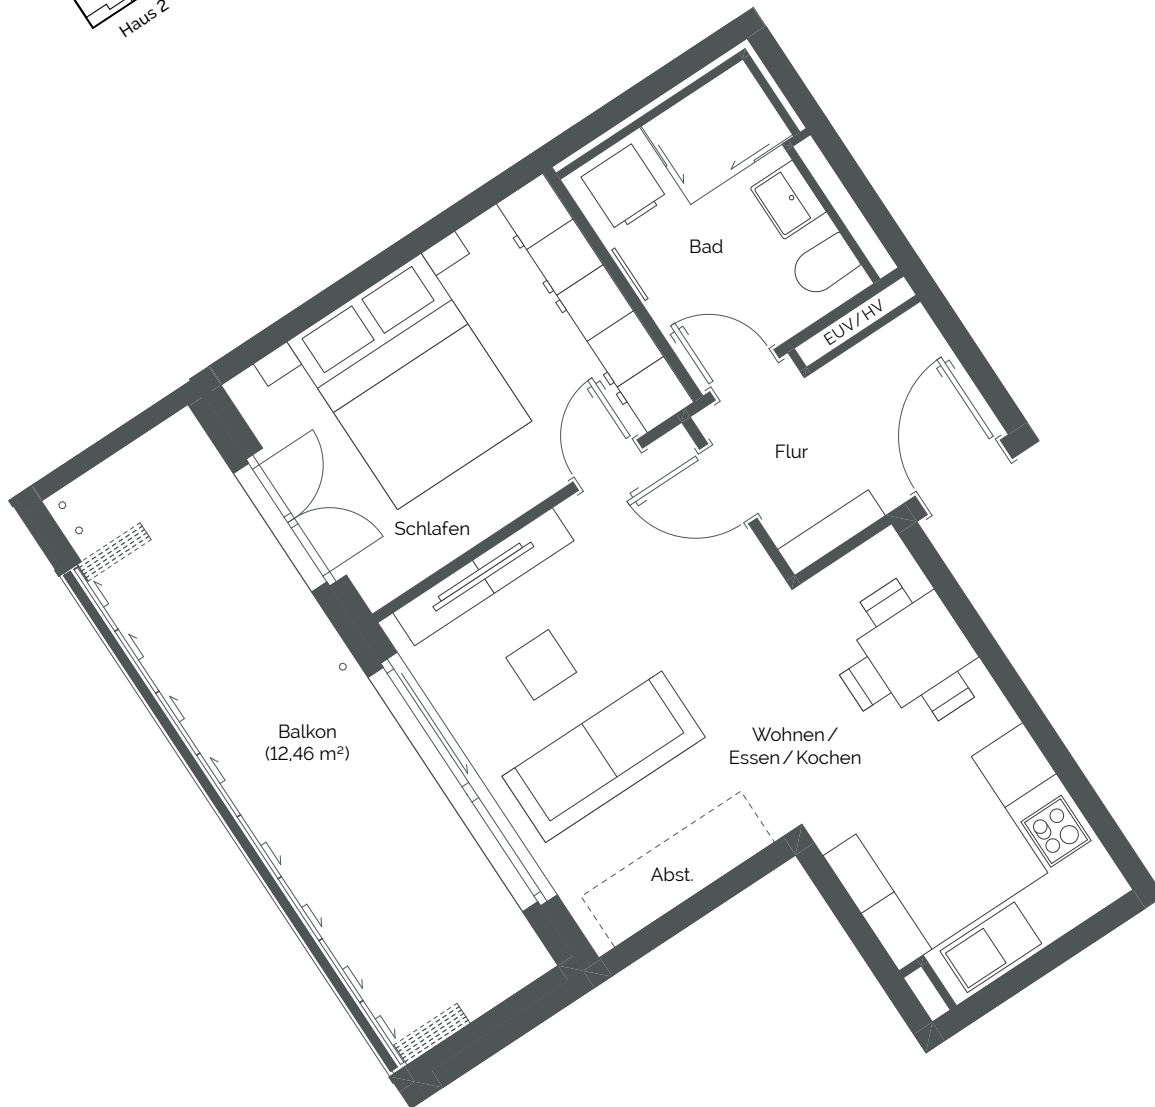 Haus 2
Bad
EUV/HV
Flur
Schlafen
Balkon
(12,46 m²)
Wohnen /
Essen / Kochen
Abst.